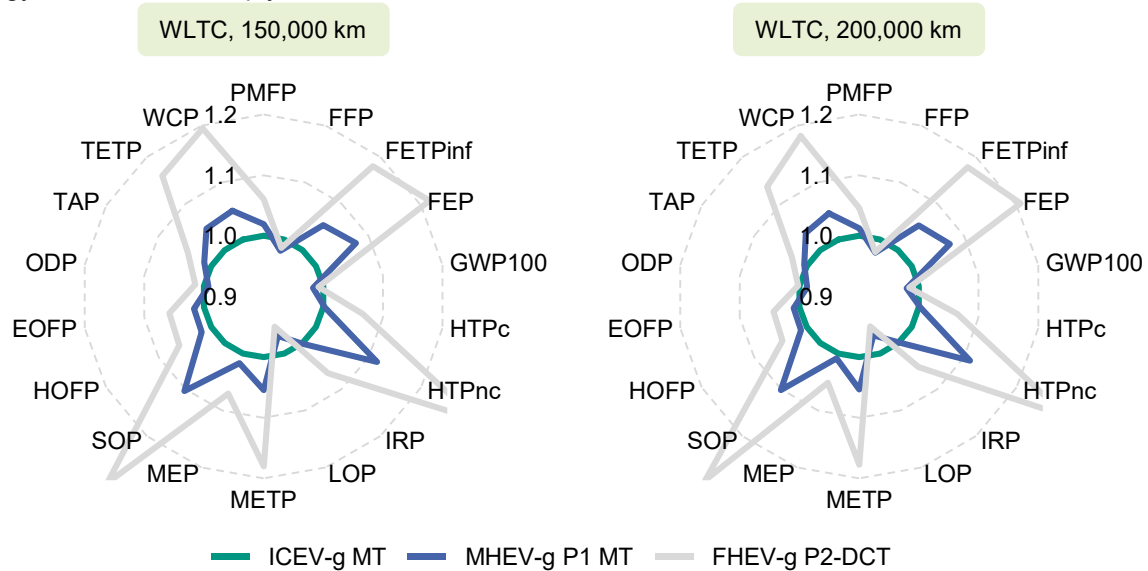 WLTC, 150,000 km
WLTC, 200,000 km
PMFP
FFP
FETPinf
FEP
GWP100
HTPc
HTPnc
IRP
LOP
METP
MEP
SOP
HOFP
EOFP
ODP
TAP
TETP
WCP
1.2
1.1
1.0
0.9
PMFP
FFP
FETPinf
FEP
GWP100
HTPc
HTPnc
IRP
LOP
METP
MEP
SOP
HOFP
EOFP
ODP
TAP
TETP
WCP
1.2
1.1
1.0
0.9
ICEV-g MT MHEV-g P1 MT FHEV-g P2-DCT